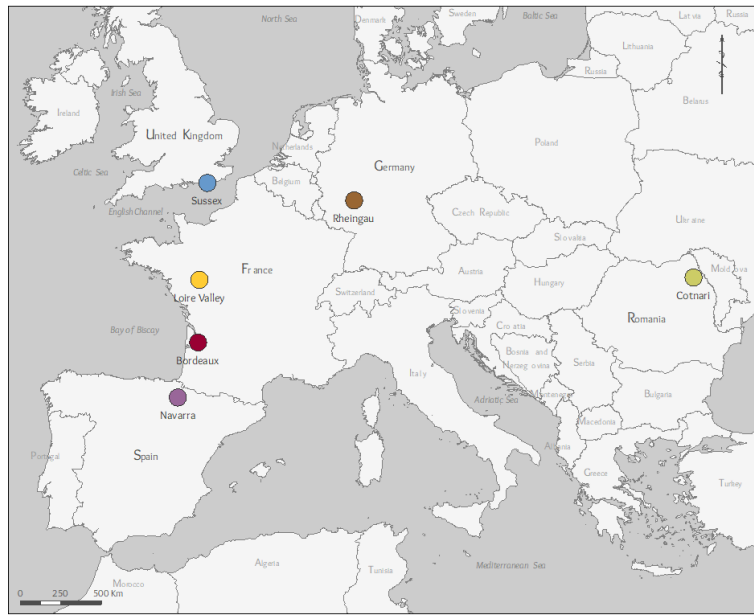 North Sea
Denmark
Sweden
Baltic Sea
Latvia
Russia
Lithuania
Russia
Irish Sea
Ireland
United Kingdom
Belarus
Netherlands
Germany
Poland
Celtic Sea
Belgium
Sussex
English Channel
Rheingau
Czech Republic
Ukraine
Slovakia
France
Austria
Moldova
Loire Valley
Switzerland
Hungary
Cotnari
Slovenia
Romania
Bay of Biscay
Croatia
Bordeaux
Bosnia and
Herzegovina
Serbia
Italy
Navarra
Adriatic Sea
Montenegro
Bulgaria
Macedonia
Portugal
Spain
Albania
Greece
Turkey
Algeria
Mediterranean Sea
Tunisia
Morocco
0 250 500 Km